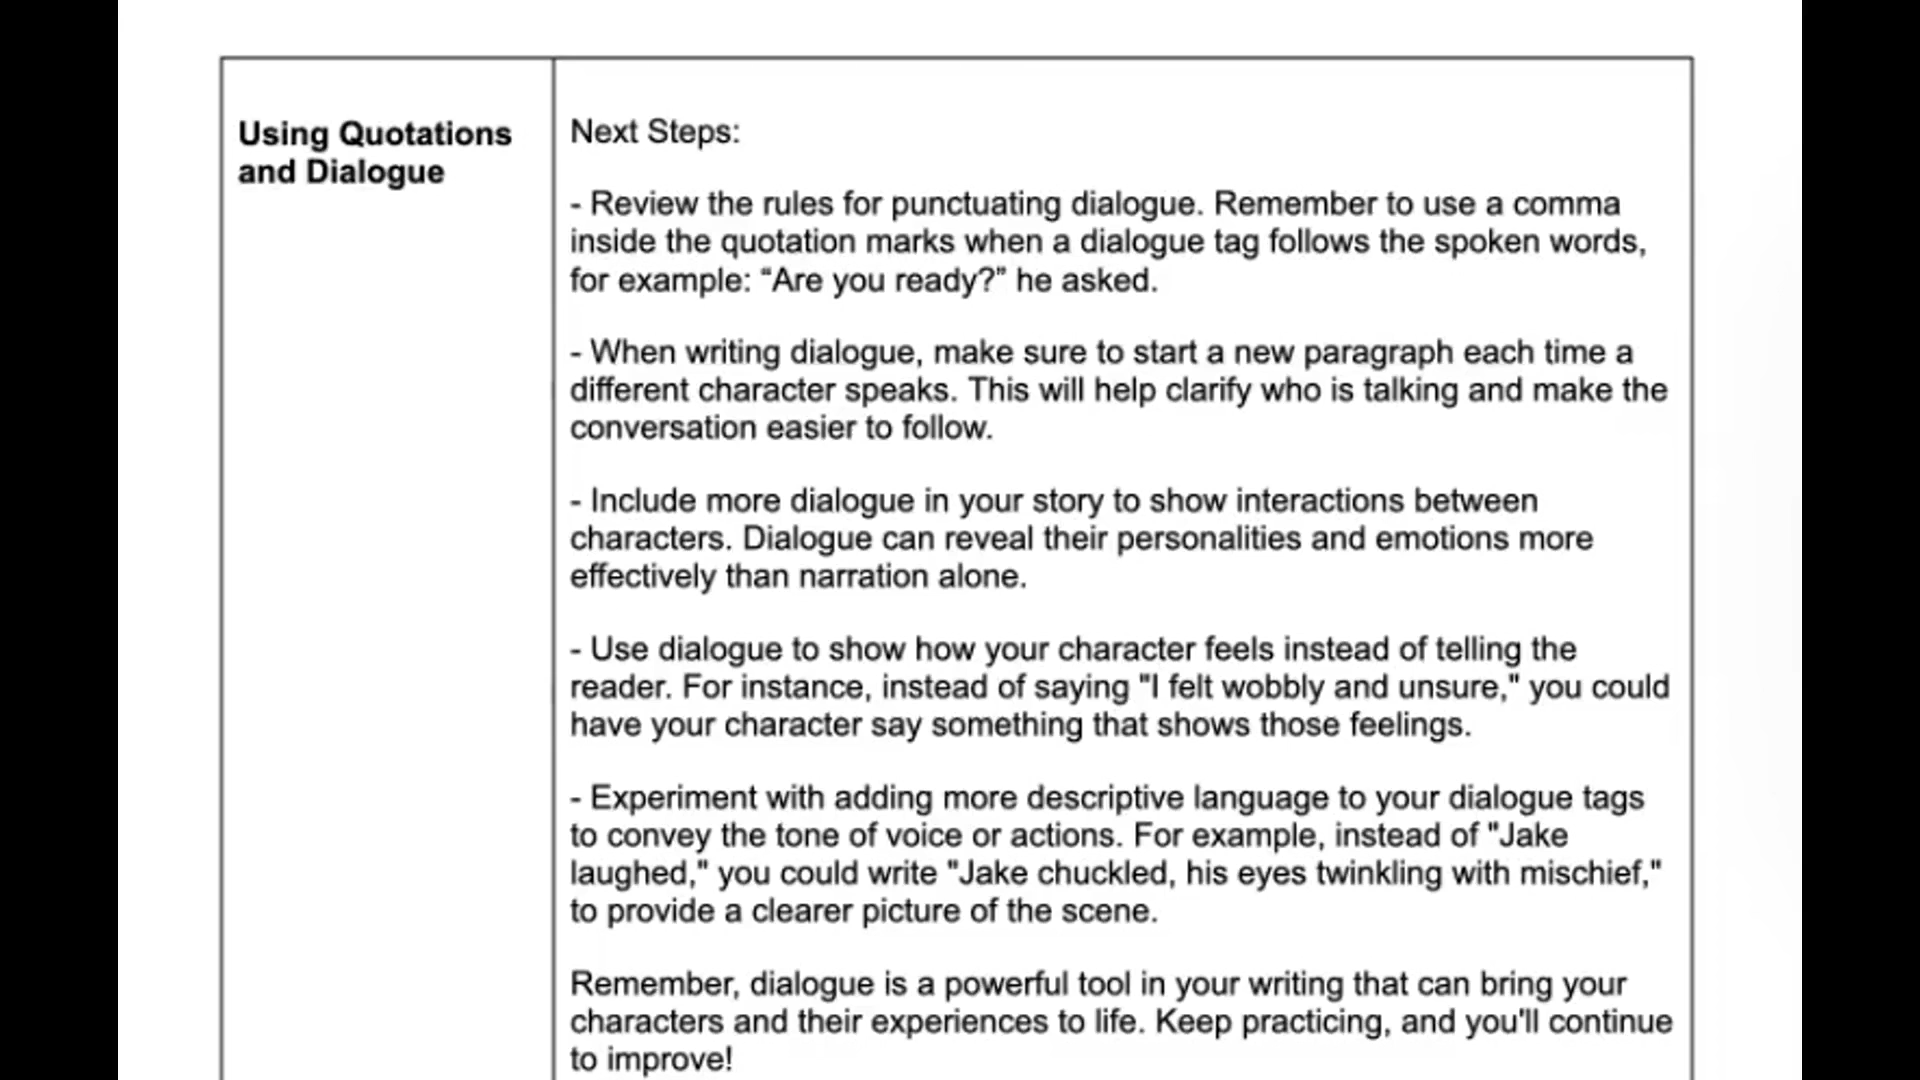 Using Quotations
and Dialogue
Next Steps:
- Review the rules for punctuating dialogue. Remember to use a comma
inside the quotation marks when a dialogue tag follows the spoken words,
for example: “Are you ready?” he asked.
- When writing dialogue, make sure to start a new paragraph each time a
different character speaks. This will help clarify who is talking and make the
conversation easier to follow.
- Include more dialogue in your story to show interactions between
characters. Dialogue can reveal their personalities and emotions more
effectively than narration alone.
- Use dialogue to show how your character feels instead of telling the
reader. For instance, instead of saying "I felt wobbly and unsure," you could
have your character say something that shows those feelings.
- Experiment with adding more descriptive language to your dialogue tags
to convey the tone of voice or actions. For example, instead of "Jake
laughed," you could write "Jake chuckled, his eyes twinkling with mischief,"
to provide a clearer picture of the scene.
Remember, dialogue is a powerful tool in your writing that can bring your
characters and their experiences to life. Keep practicing, and you'll continue
to improve!